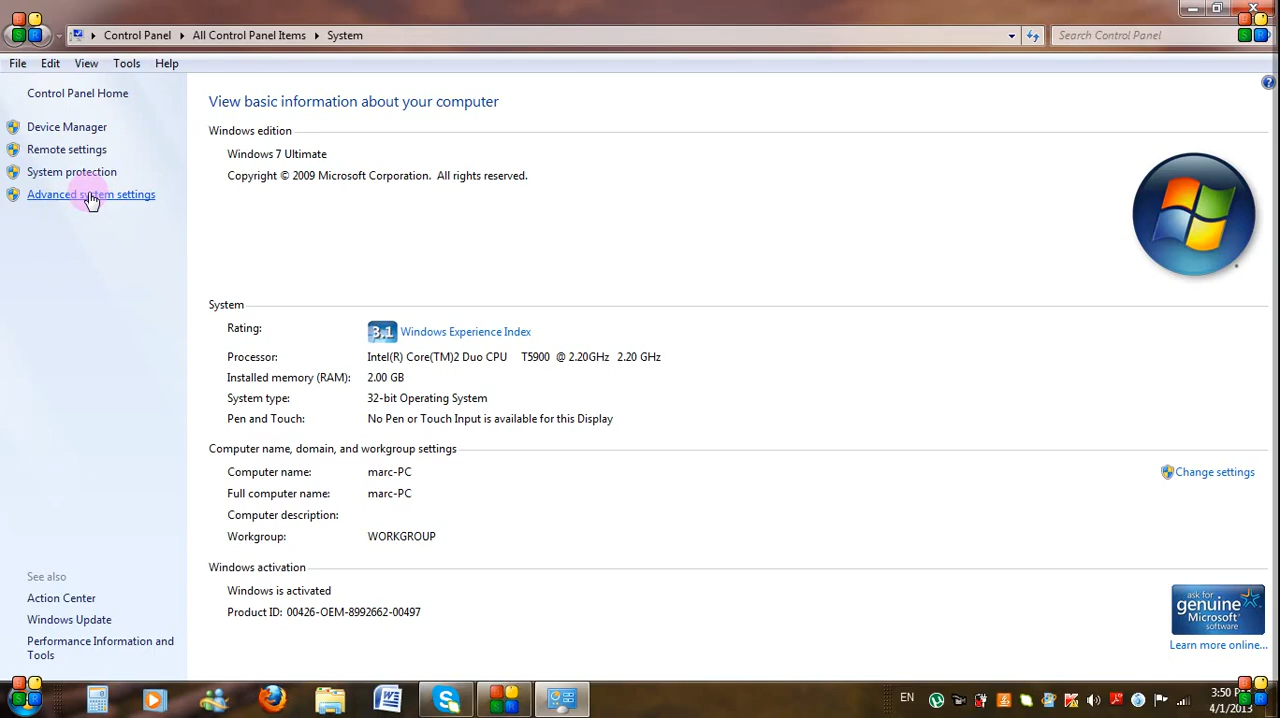 Control Panel All Control Panel Items System
Search Control Panel
File Edit View Tools Help
Control Panel Home
Device Manager
Remote settings
System protection
Advanced system settings
See also
Action Center
Windows Update
Performance Information and
Tools
View basic information about your computer
Windows edition
Windows 7 Ultimate
Copyright © 2009 Microsoft Corporation. All rights reserved.
System
Rating: 3.1 Windows Experience Index
Processor: Intel(R) Core(TM)2 Duo CPU T5900 @ 2.20GHz 2.20 GHz
Installed memory (RAM): 2.00 GB
System type: 32-bit Operating System
Pen and Touch: No Pen or Touch Input is available for this Display
Computer name, domain, and workgroup settings
Computer name: marc-PC
Change settings
Full computer name: marc-PC
Computer description:
Workgroup: WORKGROUP
Windows activation
Windows is activated
Product ID: 00426-OEM-8992662-00497
ask for
genuine
Microsoft
software
Learn more online...
EN
3:50 P
4/1/2013